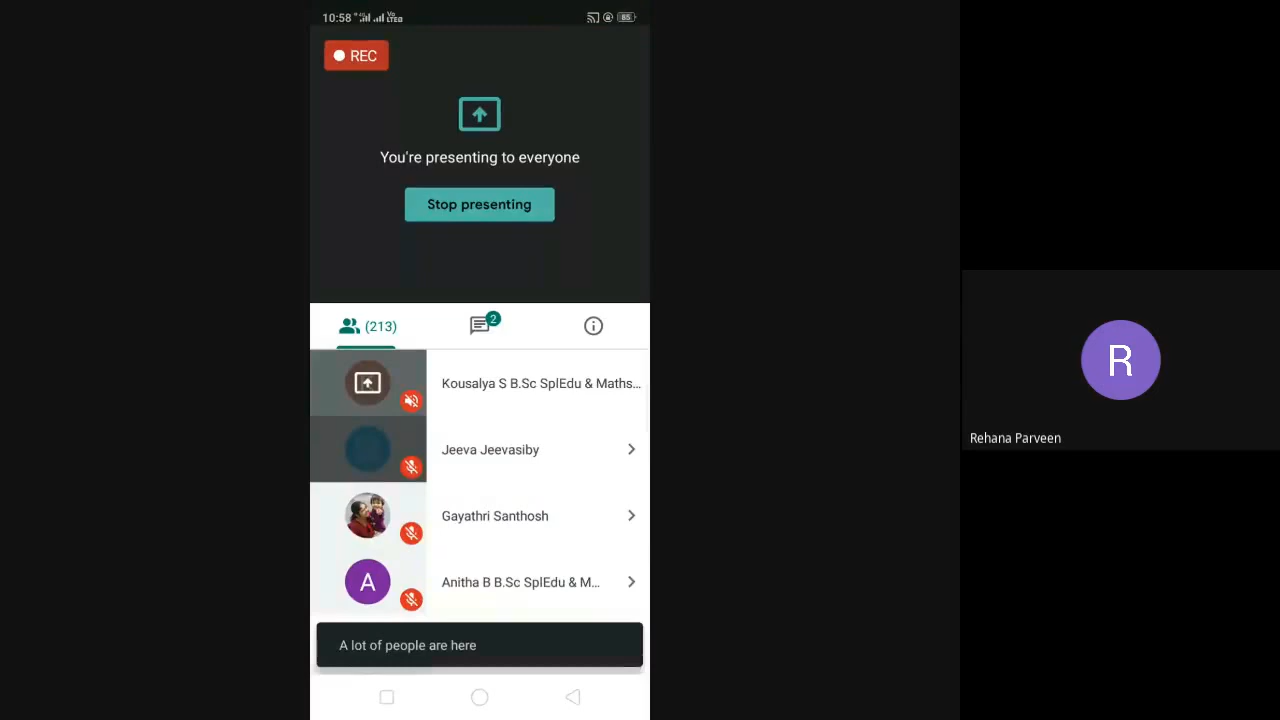 10:58
85
REC
You're presenting to everyone
Stop presenting
(213)
2
Kousalya S B.Sc SplEdu & Maths...
Jeeva Jeevasiby
Gayathri Santhosh
A
Anitha B B.Sc SplEdu & M...
A lot of people are here
R
Rehana Parveen